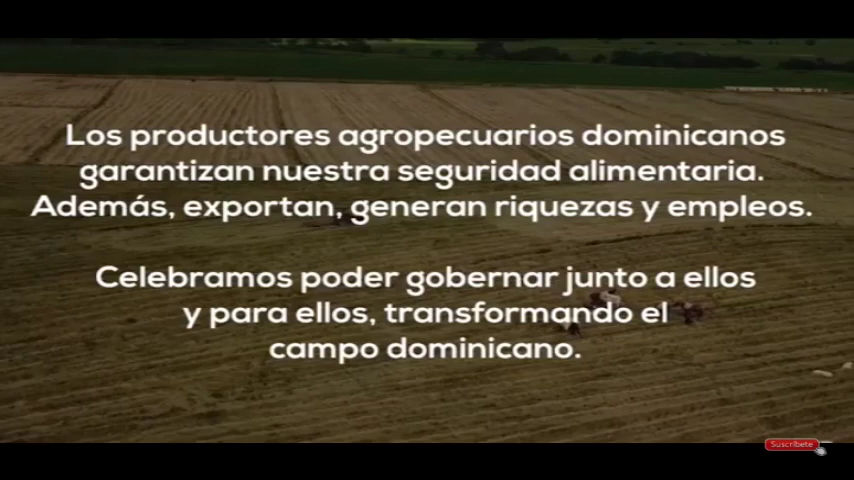 Los productores agropecuarios dominicanos
garantizan nuestra seguridad alimentaria.
Además, exportan, generan riquezas y empleos.
Celebramos poder gobernar junto a ellos
y para ellos, transformando el
campo dominicano.
Suscríbete